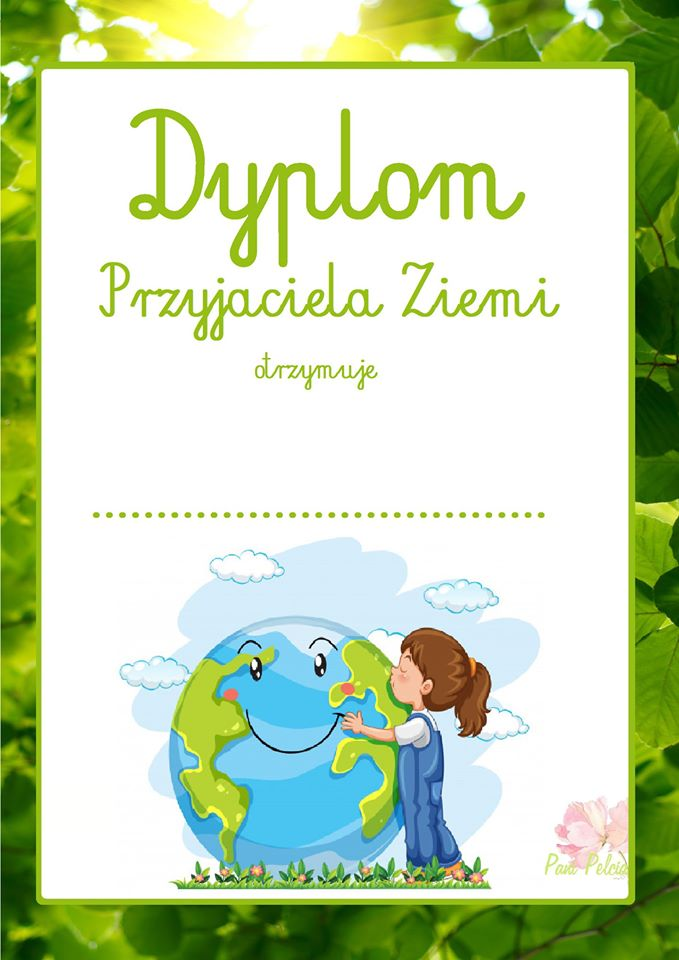 Dyplom
Przyjaciela Ziemi
otrzymuje
..................................
Pani Pelcia